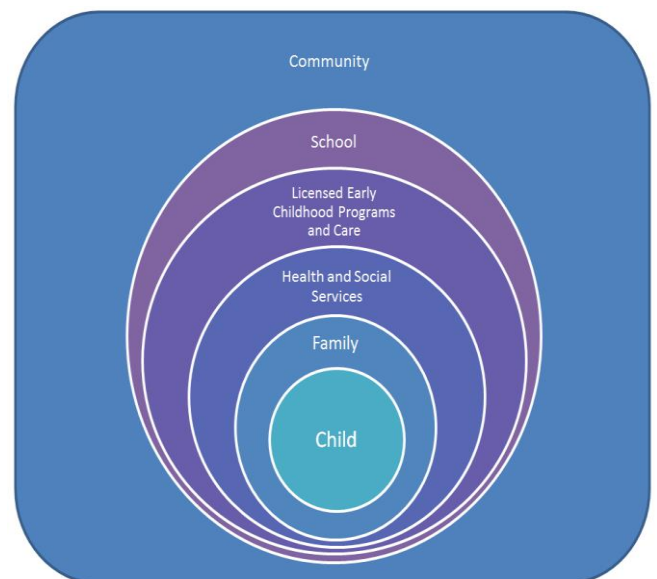 Community
School
Licensed Early
Childhood Programs
and Care
Health and Social
Services
Family
Child